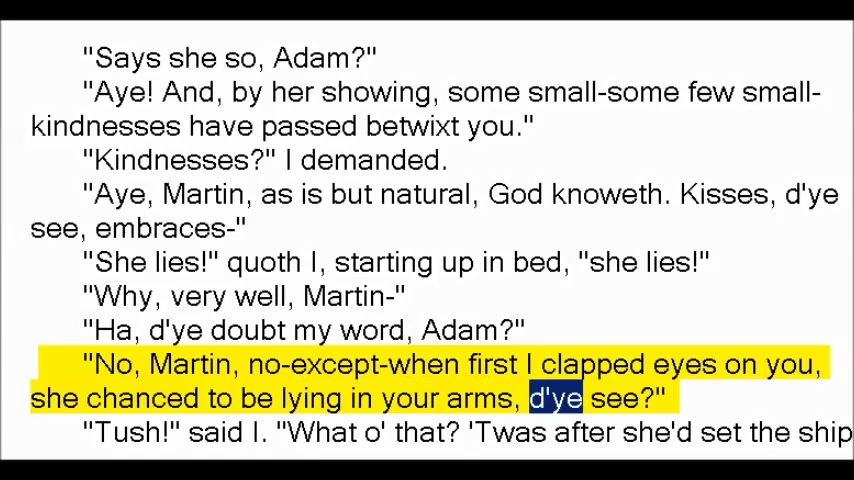 "Says she so, Adam?"
"Aye! And, by her showing, some small-some few small-
kindnesses have passed betwixt you."
"Kindnesses?" I demanded.
"Aye, Martin, as is but natural, God knoweth. Kisses, d'ye
see, embraces-"
"She lies!" quoth I, starting up in bed, "she lies!"
"Why, very well, Martin-"
"Ha, d'ye doubt my word, Adam?"
"No, Martin, no-except-when first I clapped eyes on you,
she chanced to be lying in your arms, d'ye see?"
"Tush!" said I. "What o' that? 'Twas after she'd set the ship